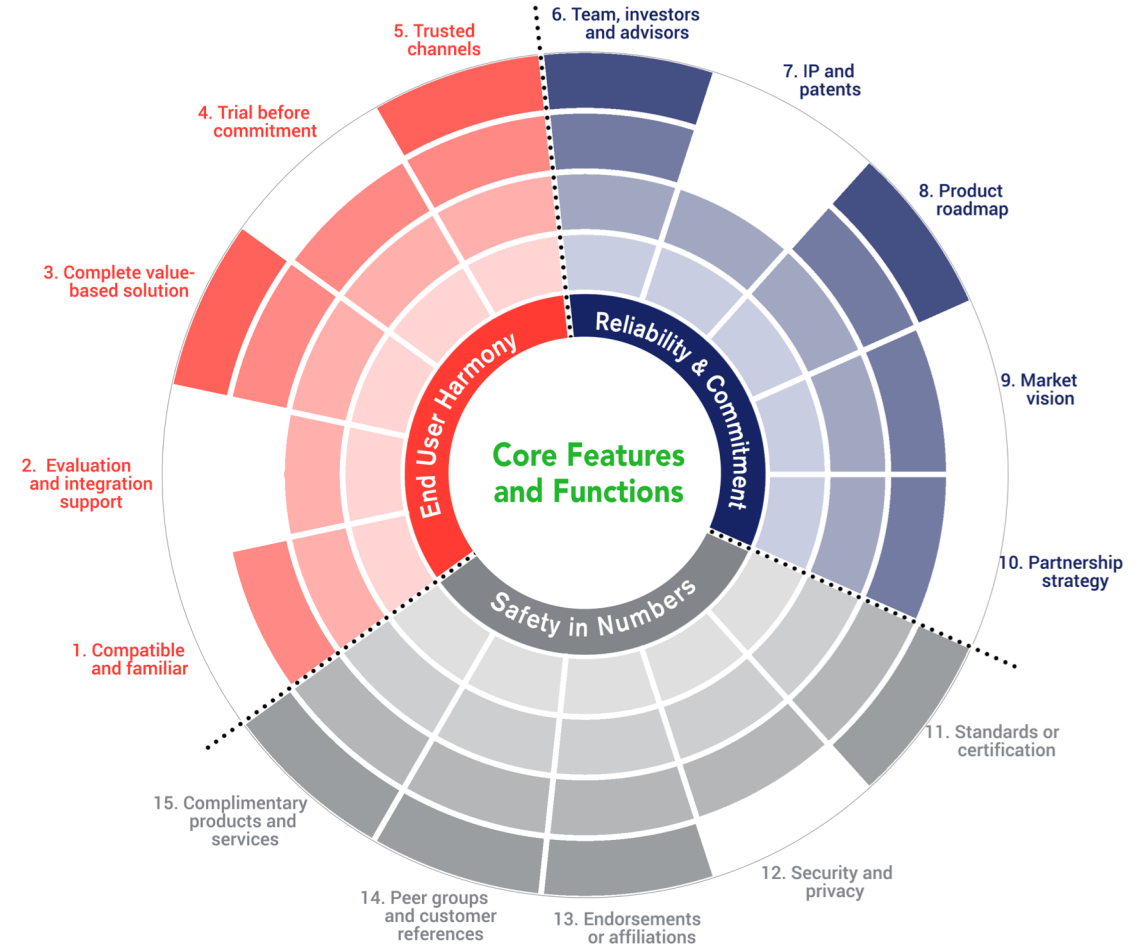 5. Trusted
channels
6. Team, investors
and advisors
7. IP and
patents
4. Trial before
commitment
8. Product
roadmap
3. Complete value-
based solution
9. Market
vision
2. Evaluation
and integration
support
10. Partnership
strategy
1. Compatible
and familiar
11. Standards or
certification
15. Complimentary
products and
services
12. Security and
privacy
14. Peer groups
and customer
references
13. Endorsements
or affiliations
End User Harmony
Reliability & Commitment
Safety in Numbers
Core Features
and Functions